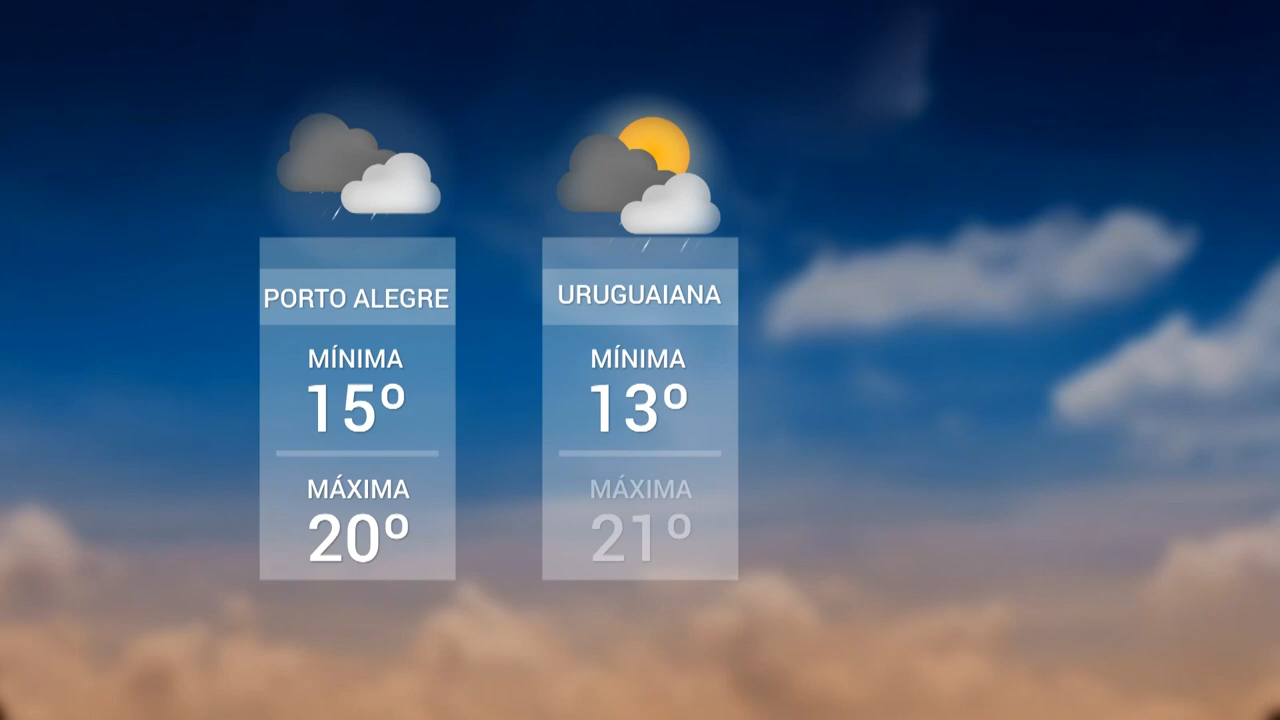 PORTO ALEGRE
MÍNIMA
15º
MÁXIMA
20º
URUGUAIANA
MÍNIMA
13º
MÁXIMA
21º